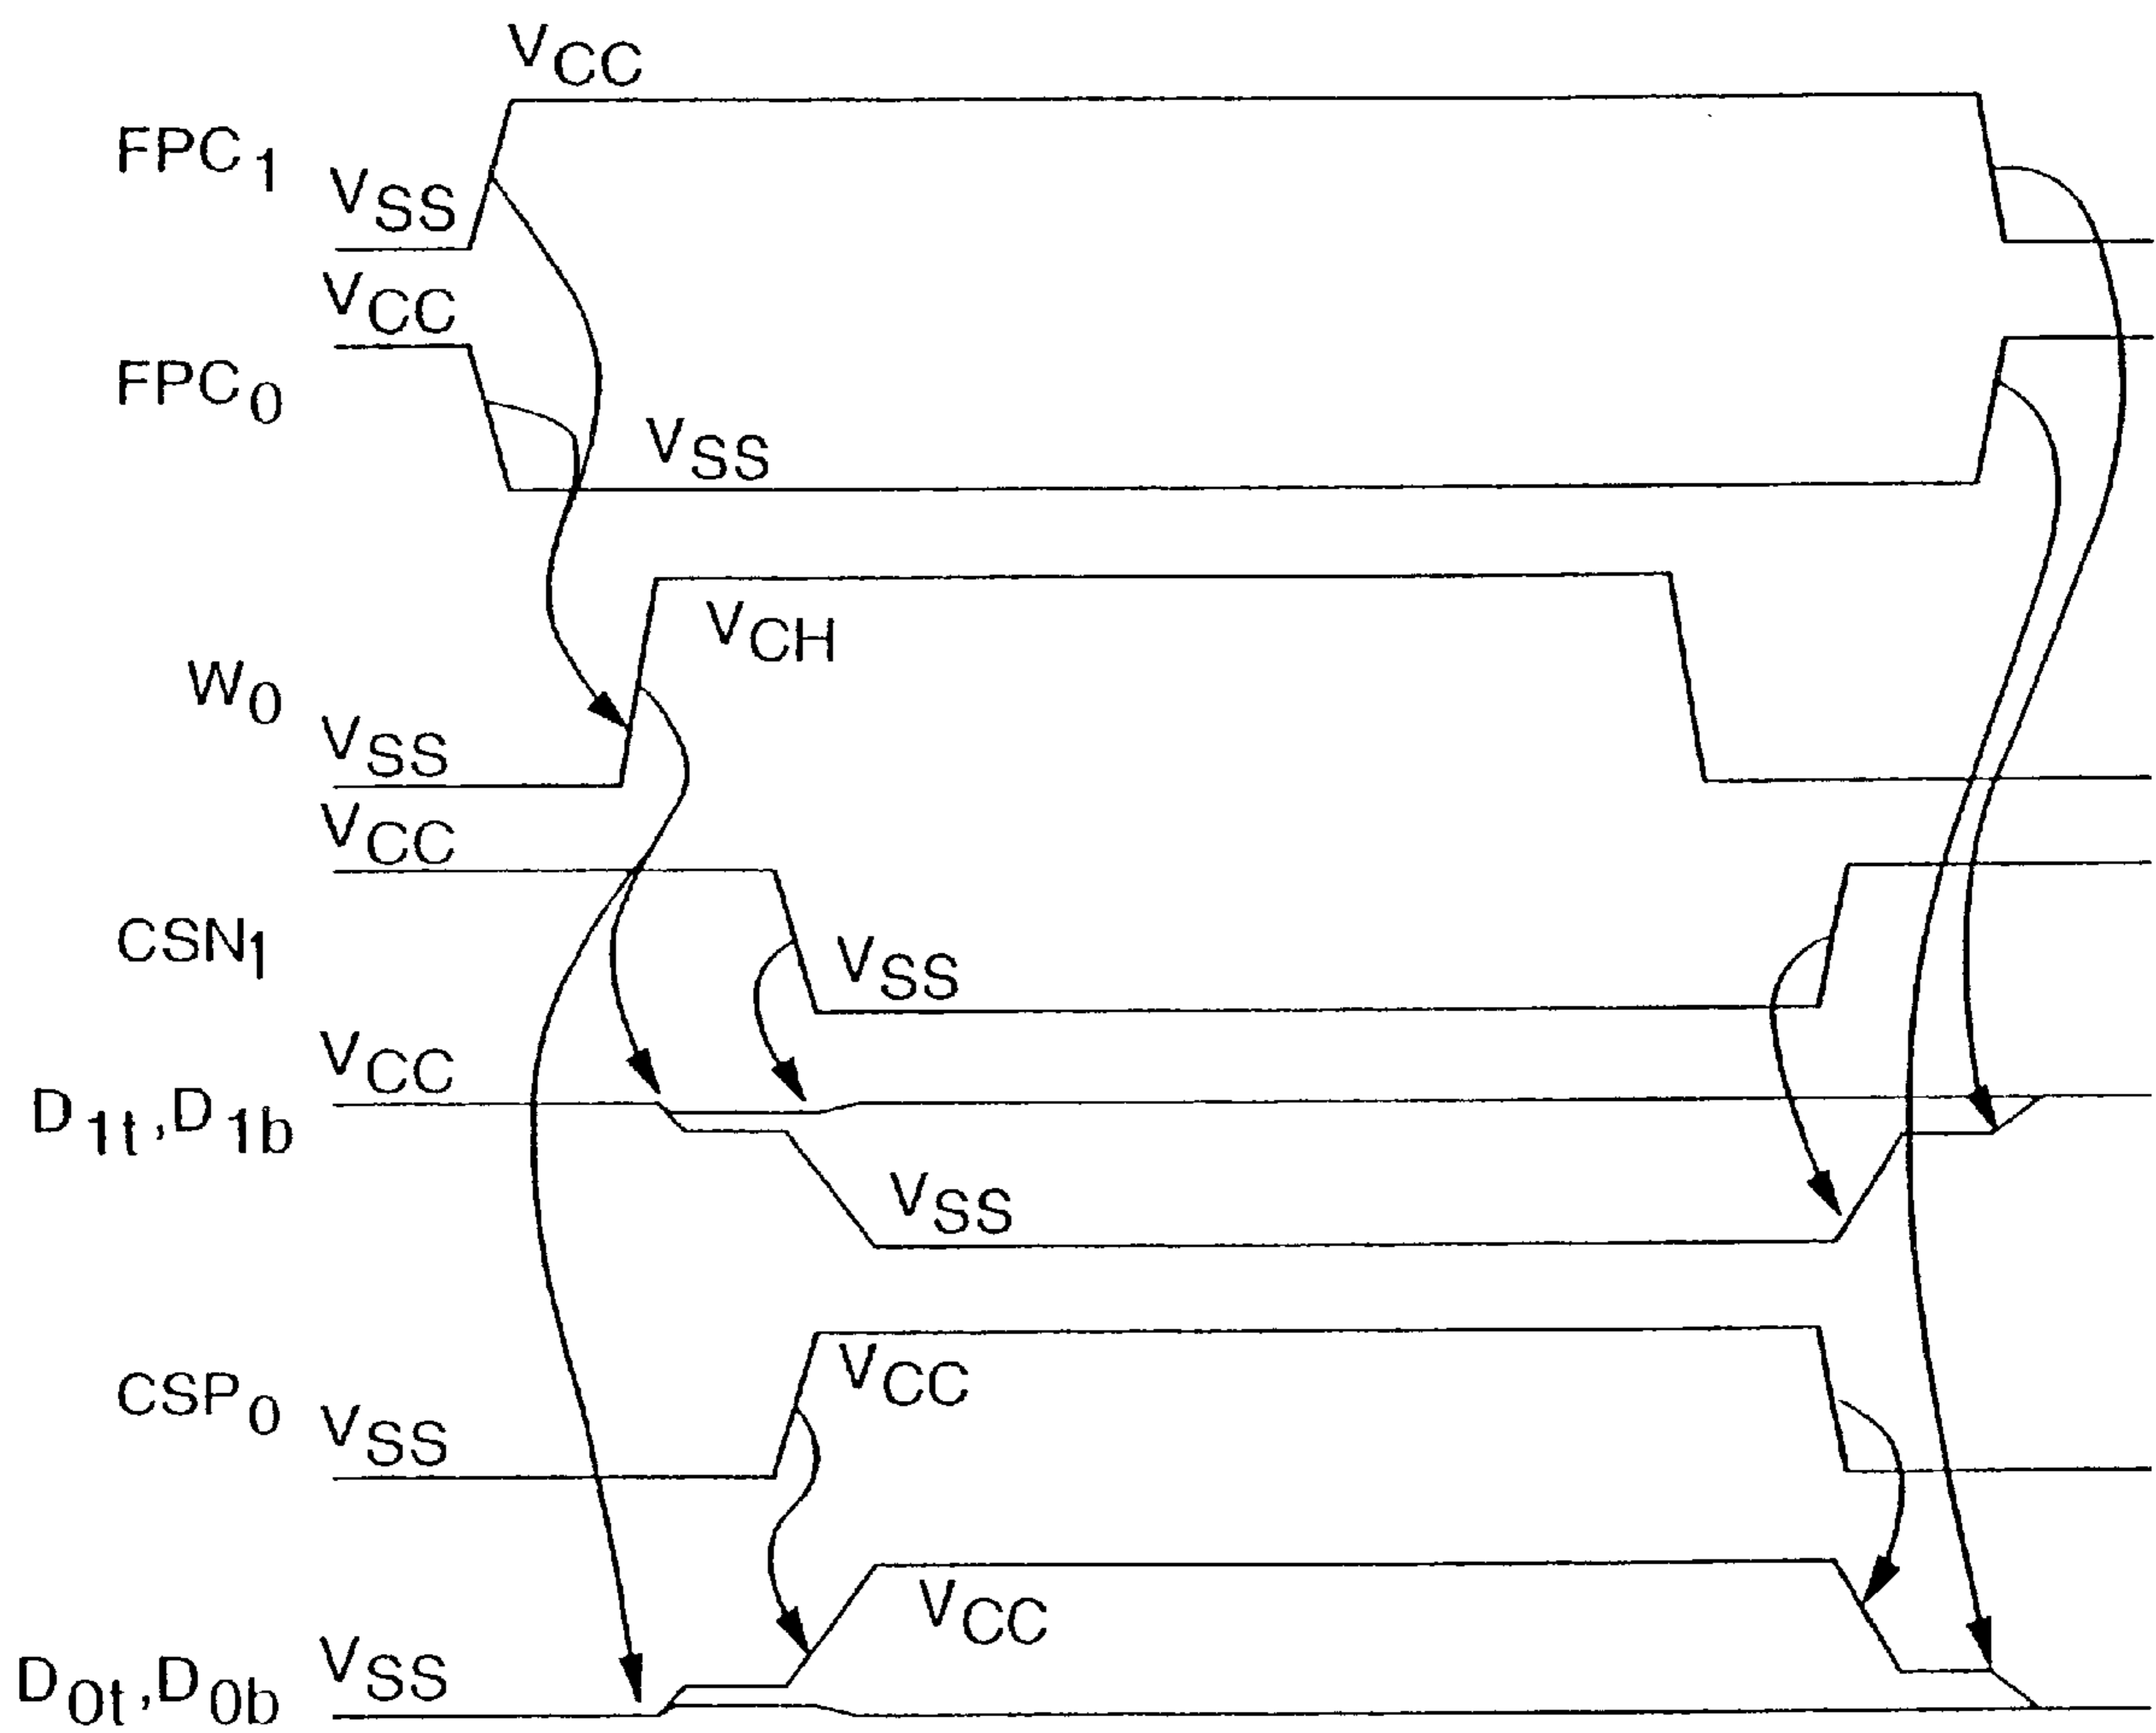 VCC
FPC1
VSS
VCC
FPC0
VSS
VCH
W0
VSS
VCC
CSN1
VSS
VCC
D1t,D1b
VSS
VCC
CSP0
VSS
VCC
VSS
D0t,D0b